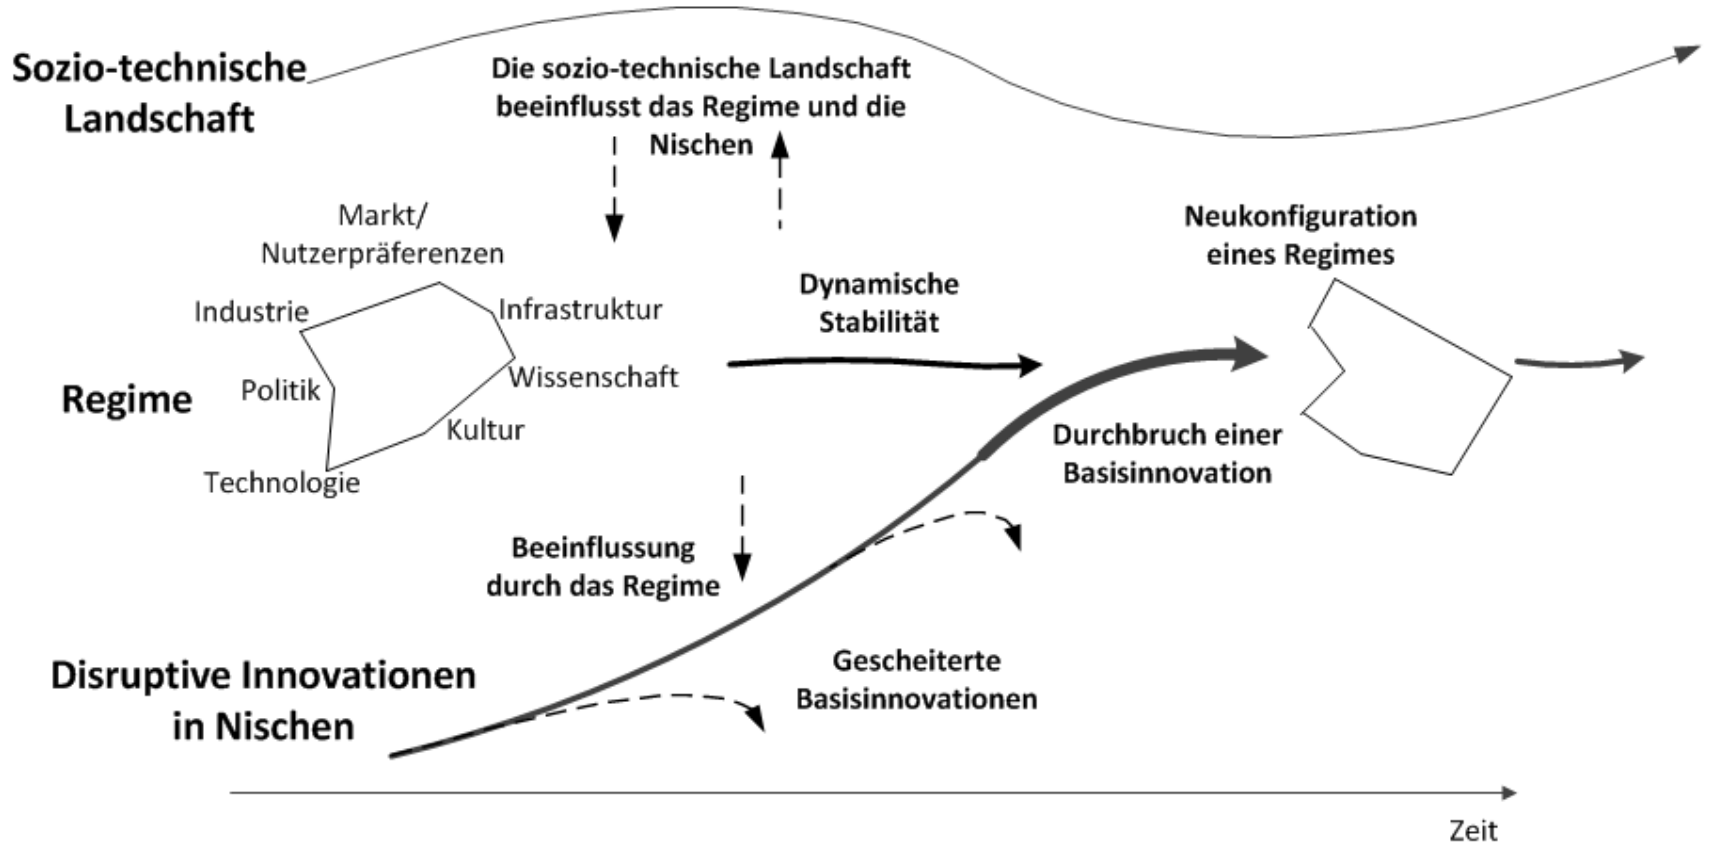 Sozio-technische
Landschaft
Die sozio-technische Landschaft
beeinflusst das Regime und die
Nischen
Markt/
Nutzerpräferenzen
Industrie
Infrastruktur
Politik
Wissenschaft
Kultur
Technologie
Regime
Dynamische
Stabilität
Neukonfiguration
eines Regimes
Durchbruch einer
Basisinnovation
Beeinflussung
durch das Regime
Disruptive Innovationen
in Nischen
Gescheiterte
Basisinnovationen
Zeit